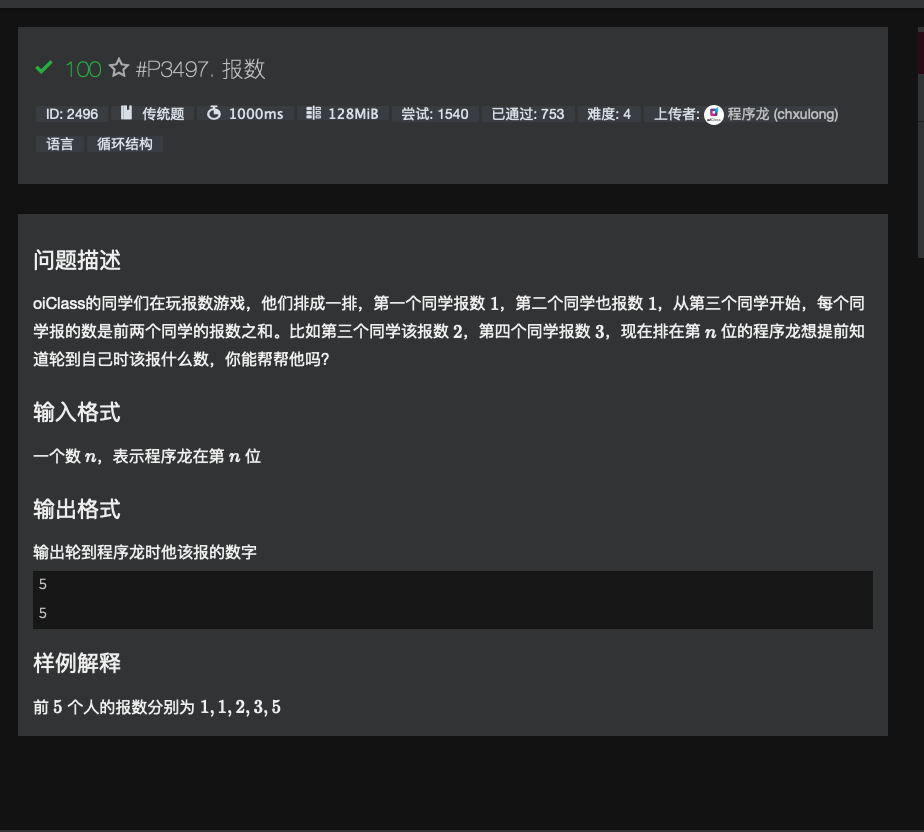 100 #P3497. 报数
ID: 2496 传统题 1000ms 128MiB 尝试: 1540 已通过: 753 难度: 4 上传者: 程序龙 (chxulong)
语言 循环结构
问题描述
oiClass的同学们在玩报数游戏，他们排成一排，第一个同学报数 1，第二个同学也报数 1，从第三个同学开始，每个同
学报的数是前两个同学的报数之和。比如第三个同学该报数 2，第四个同学报数 3，现在排在第 n 位的程序龙想提前知
道轮到自己时该报什么数，你能帮帮他吗?
输入格式
一个数 n，表示程序龙在第 n 位
输出格式
输出轮到程序龙时他该报的数字
5
5
样例解释
前 5 个人的报数分别为 1, 1, 2, 3, 5